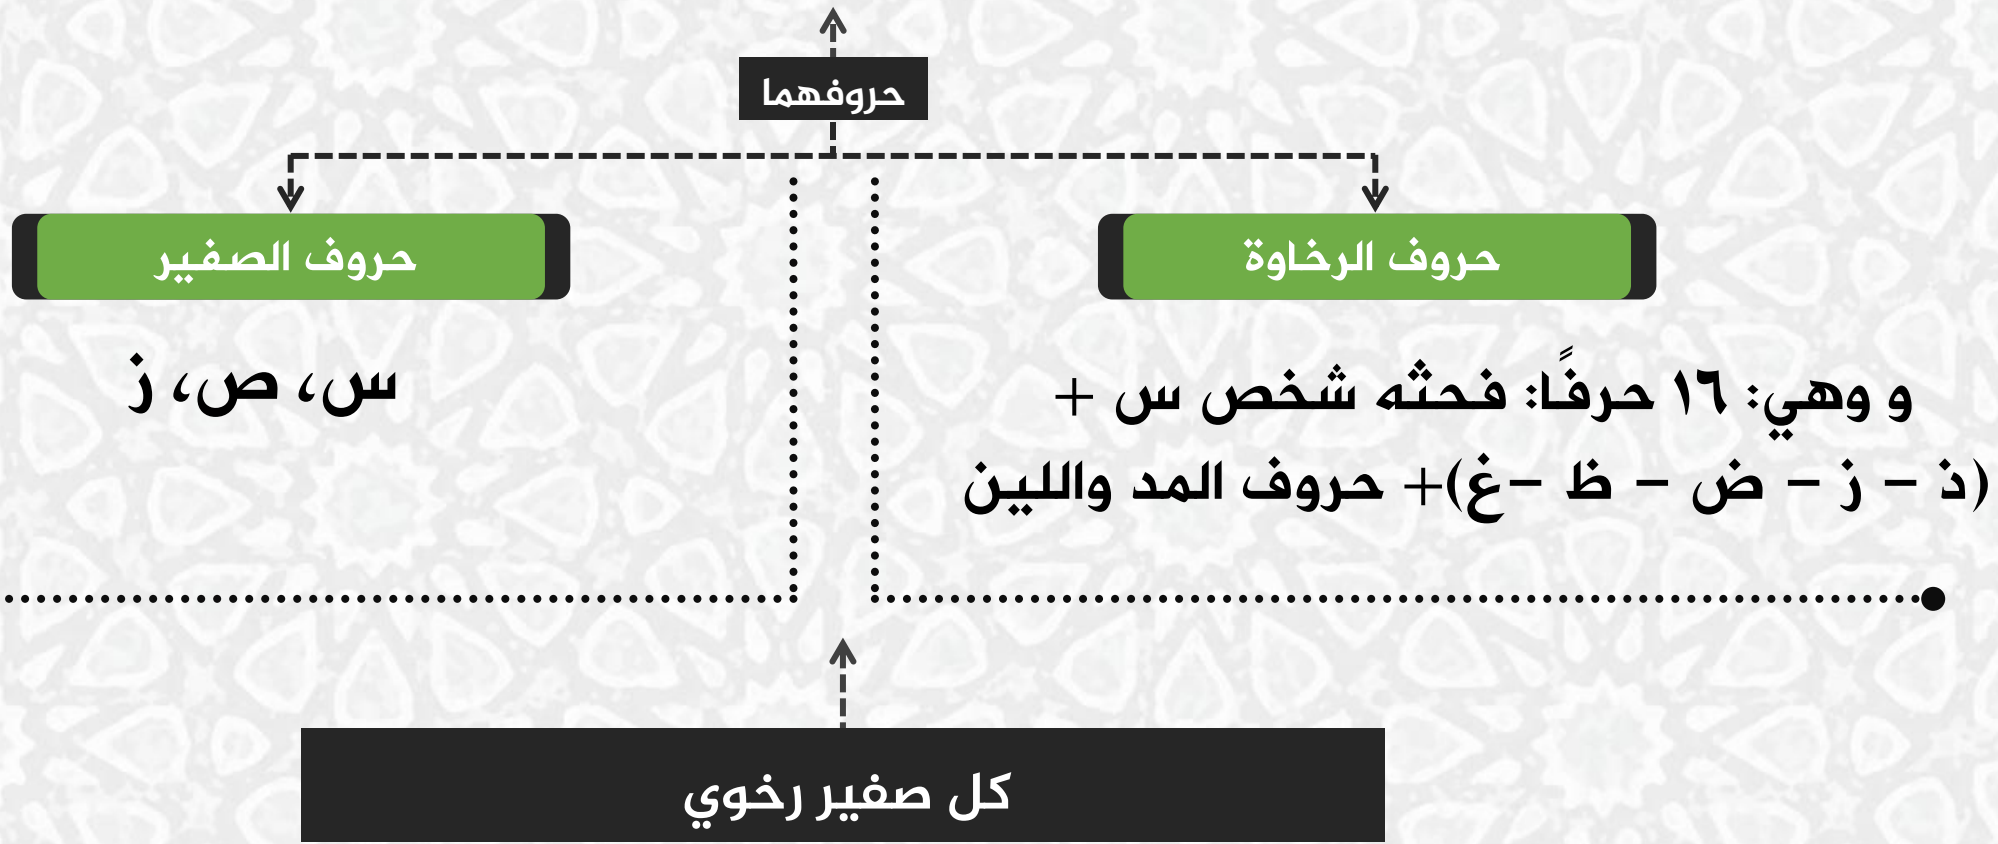 حروفهما
حروف الرخاوة
و وهي: ١٦ حرفًا: فحثه شخص س +
(ذ – ز – ض – ظ –غ)+ حروف المد واللين
حروف الصفير
س، ص، ز
كل صفير رخوي